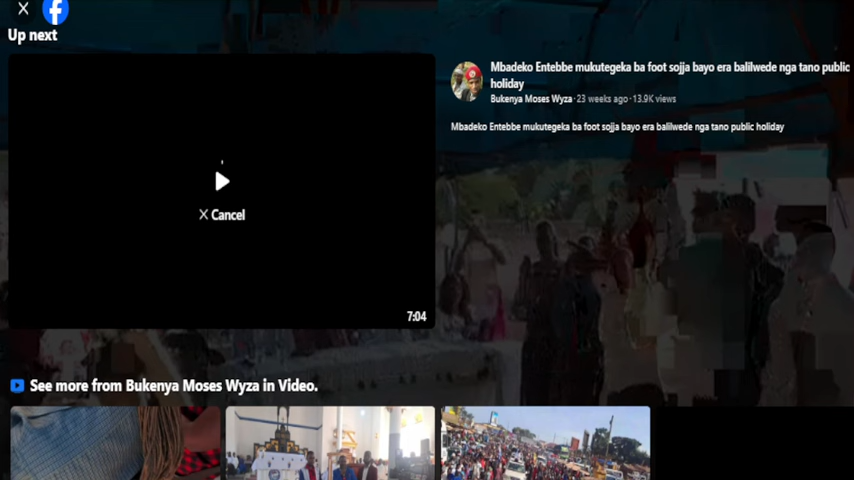 Up next
Mbadeko Entebbe mukutegeka ba foot sojja bayo era balilwede nga tano public
holiday
Bukenya Moses Wyza · 23 weeks ago · 13.9K views
Mbadeko Entebbe mukutegeka ba foot sojja bayo era balilwede nga tano public holiday
Cancel
7:04
See more from Bukenya Moses Wyza in Video.